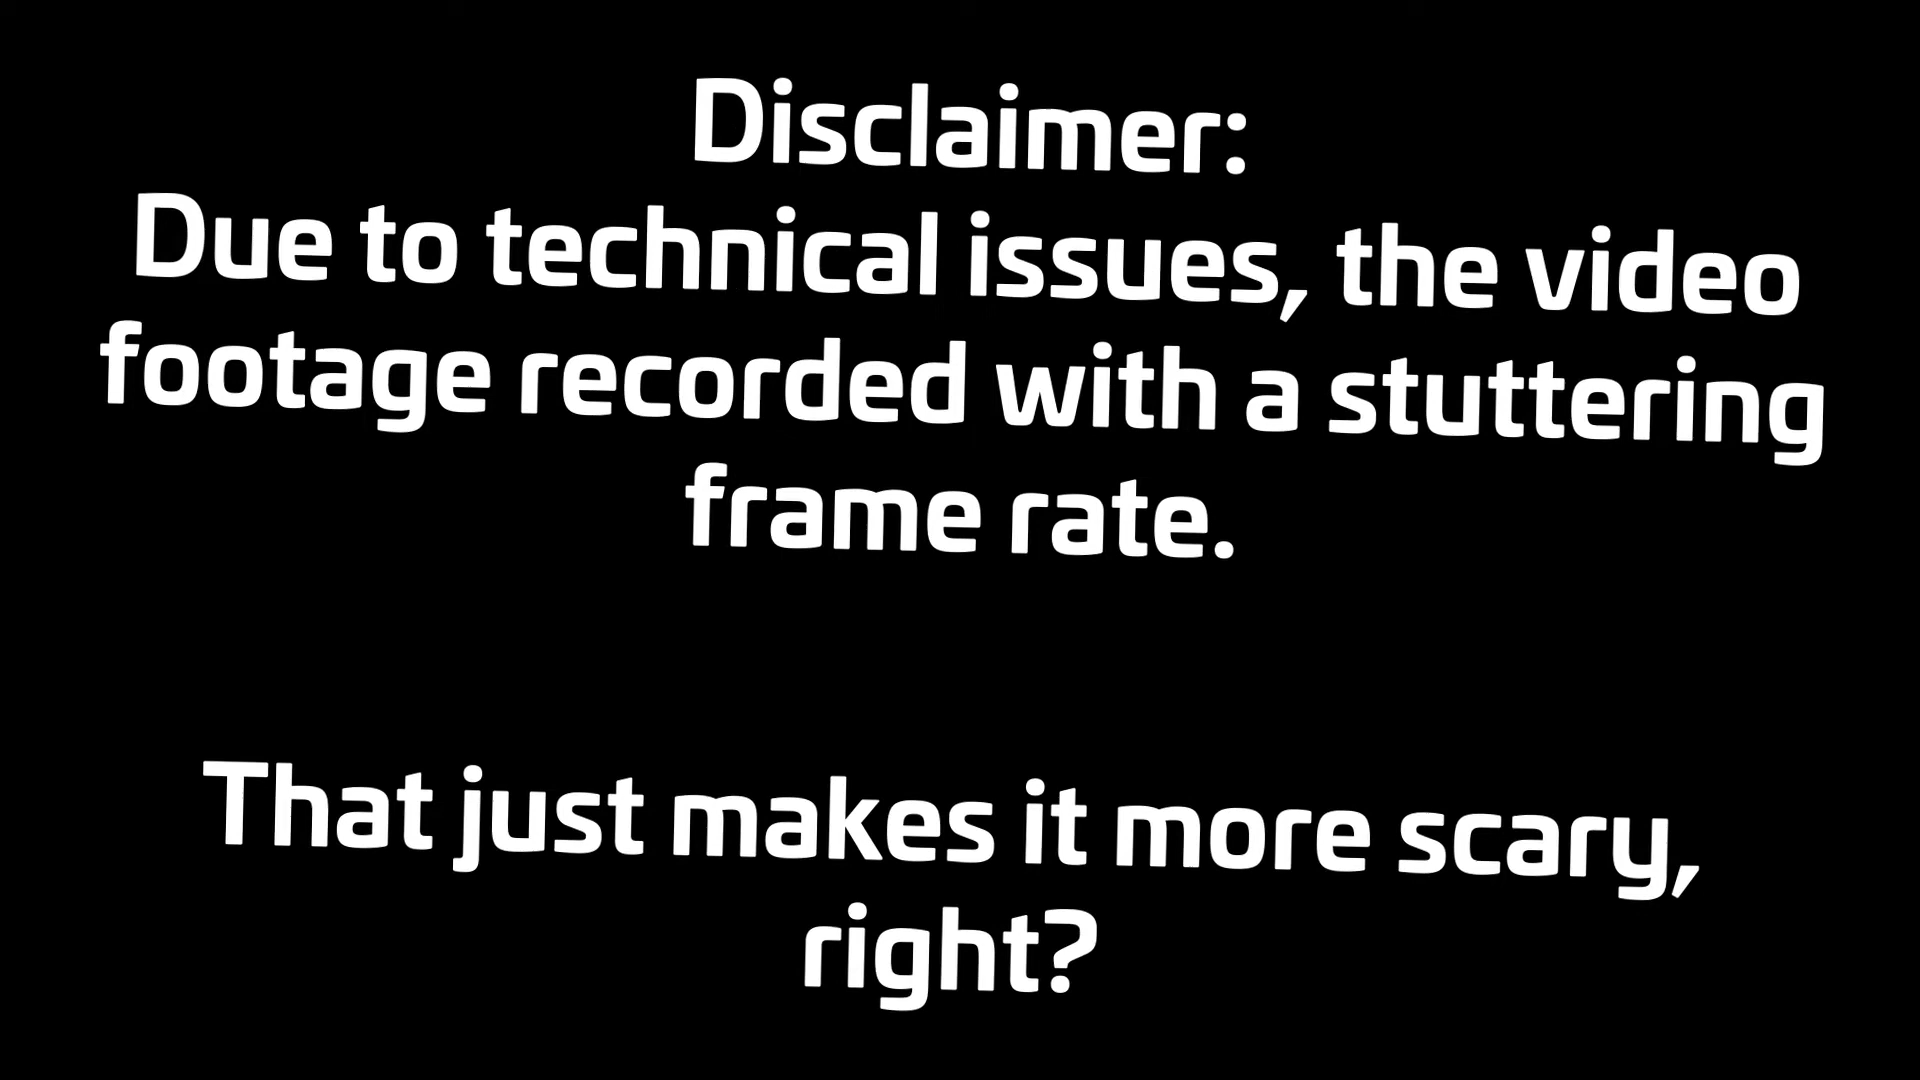 Disclaimer:
Due to technical issues, the video
footage recorded with a stuttering
frame rate.
That just makes it more scary,
right?